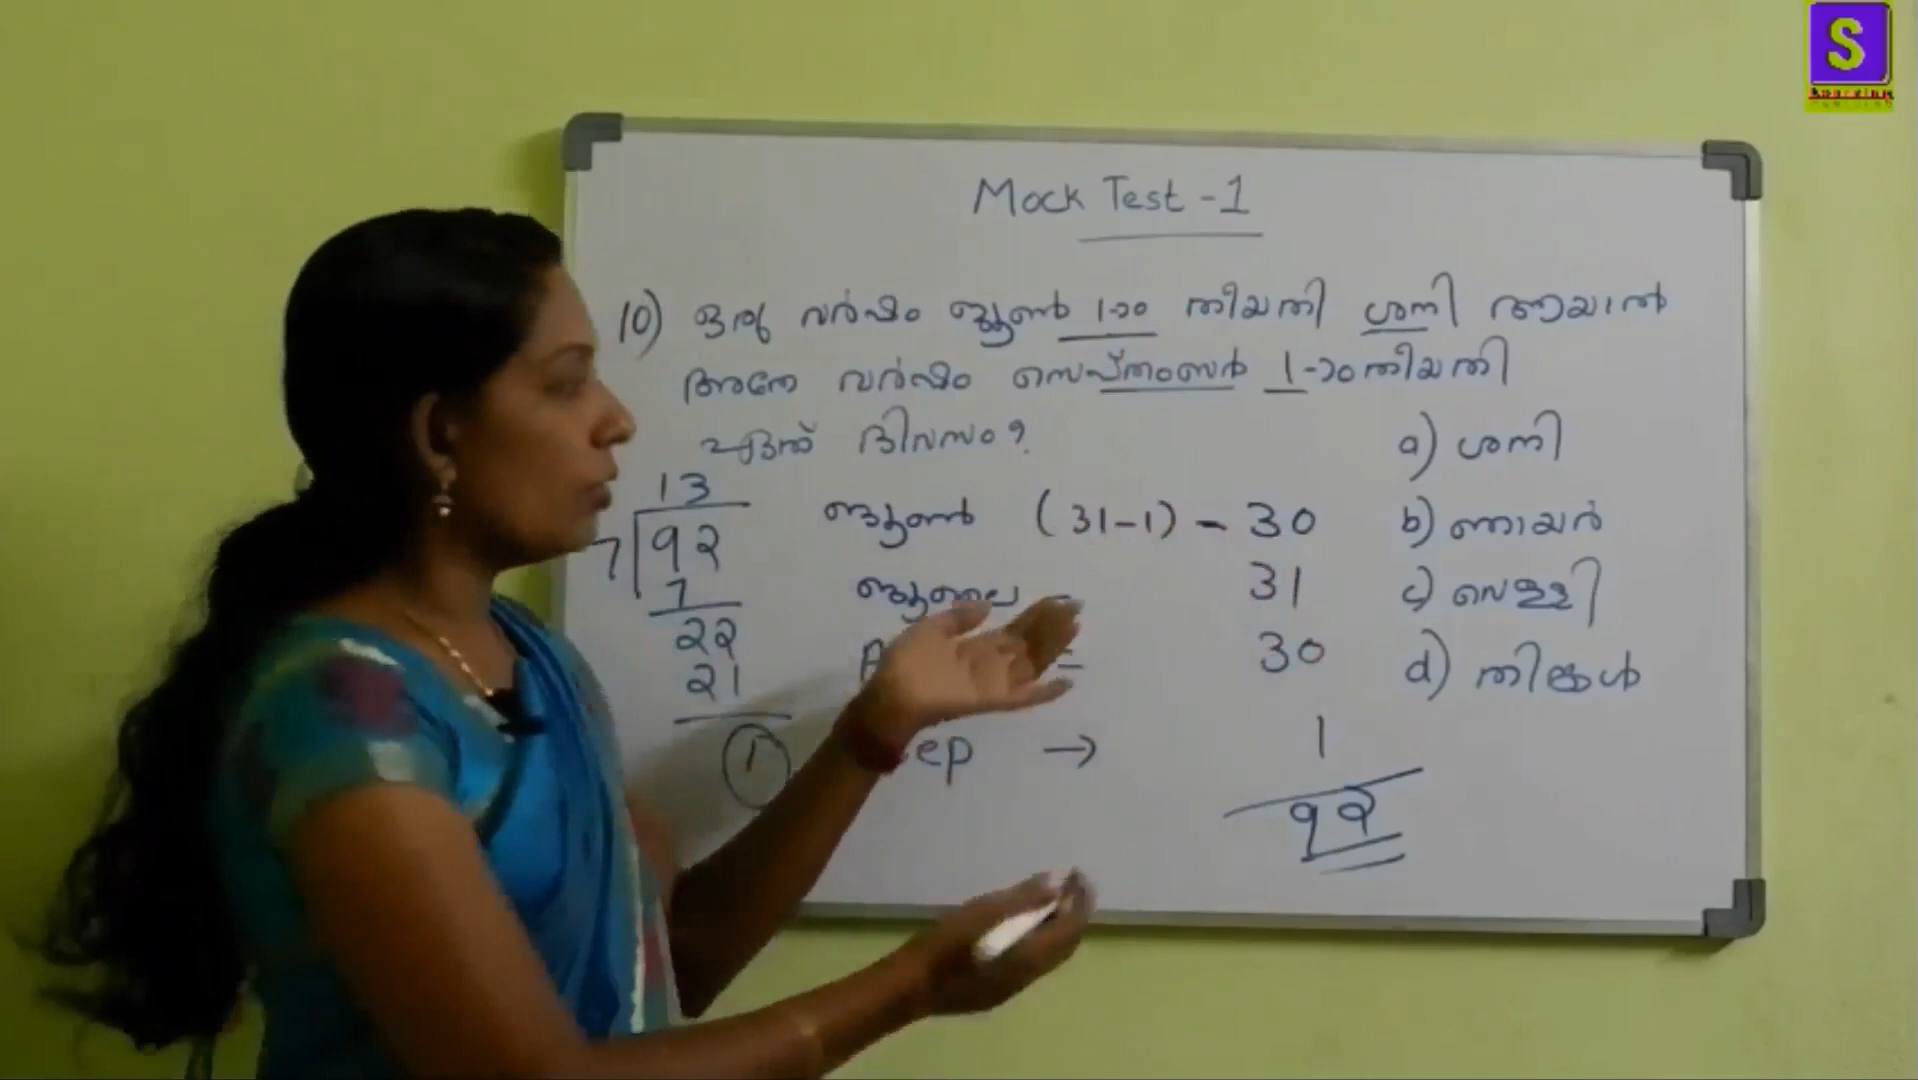 S
Mock Test -1
10) ഒരു വർഷം ജൂൺ 1-ാം തീയതി ശനി ആയാൽ
അതേ വർഷം സെപ്തംബർ 1-ാം തീയതി
ഏത് ദിവസം?
a) ശനി
13
7 92
ജൂൺ (31-1) - 30
b) ഞായർ
7
ജൂലൈ - 31
c) വെള്ളി
22
= 30
d) തിങ്കൾ
21
1
ep → 1
92